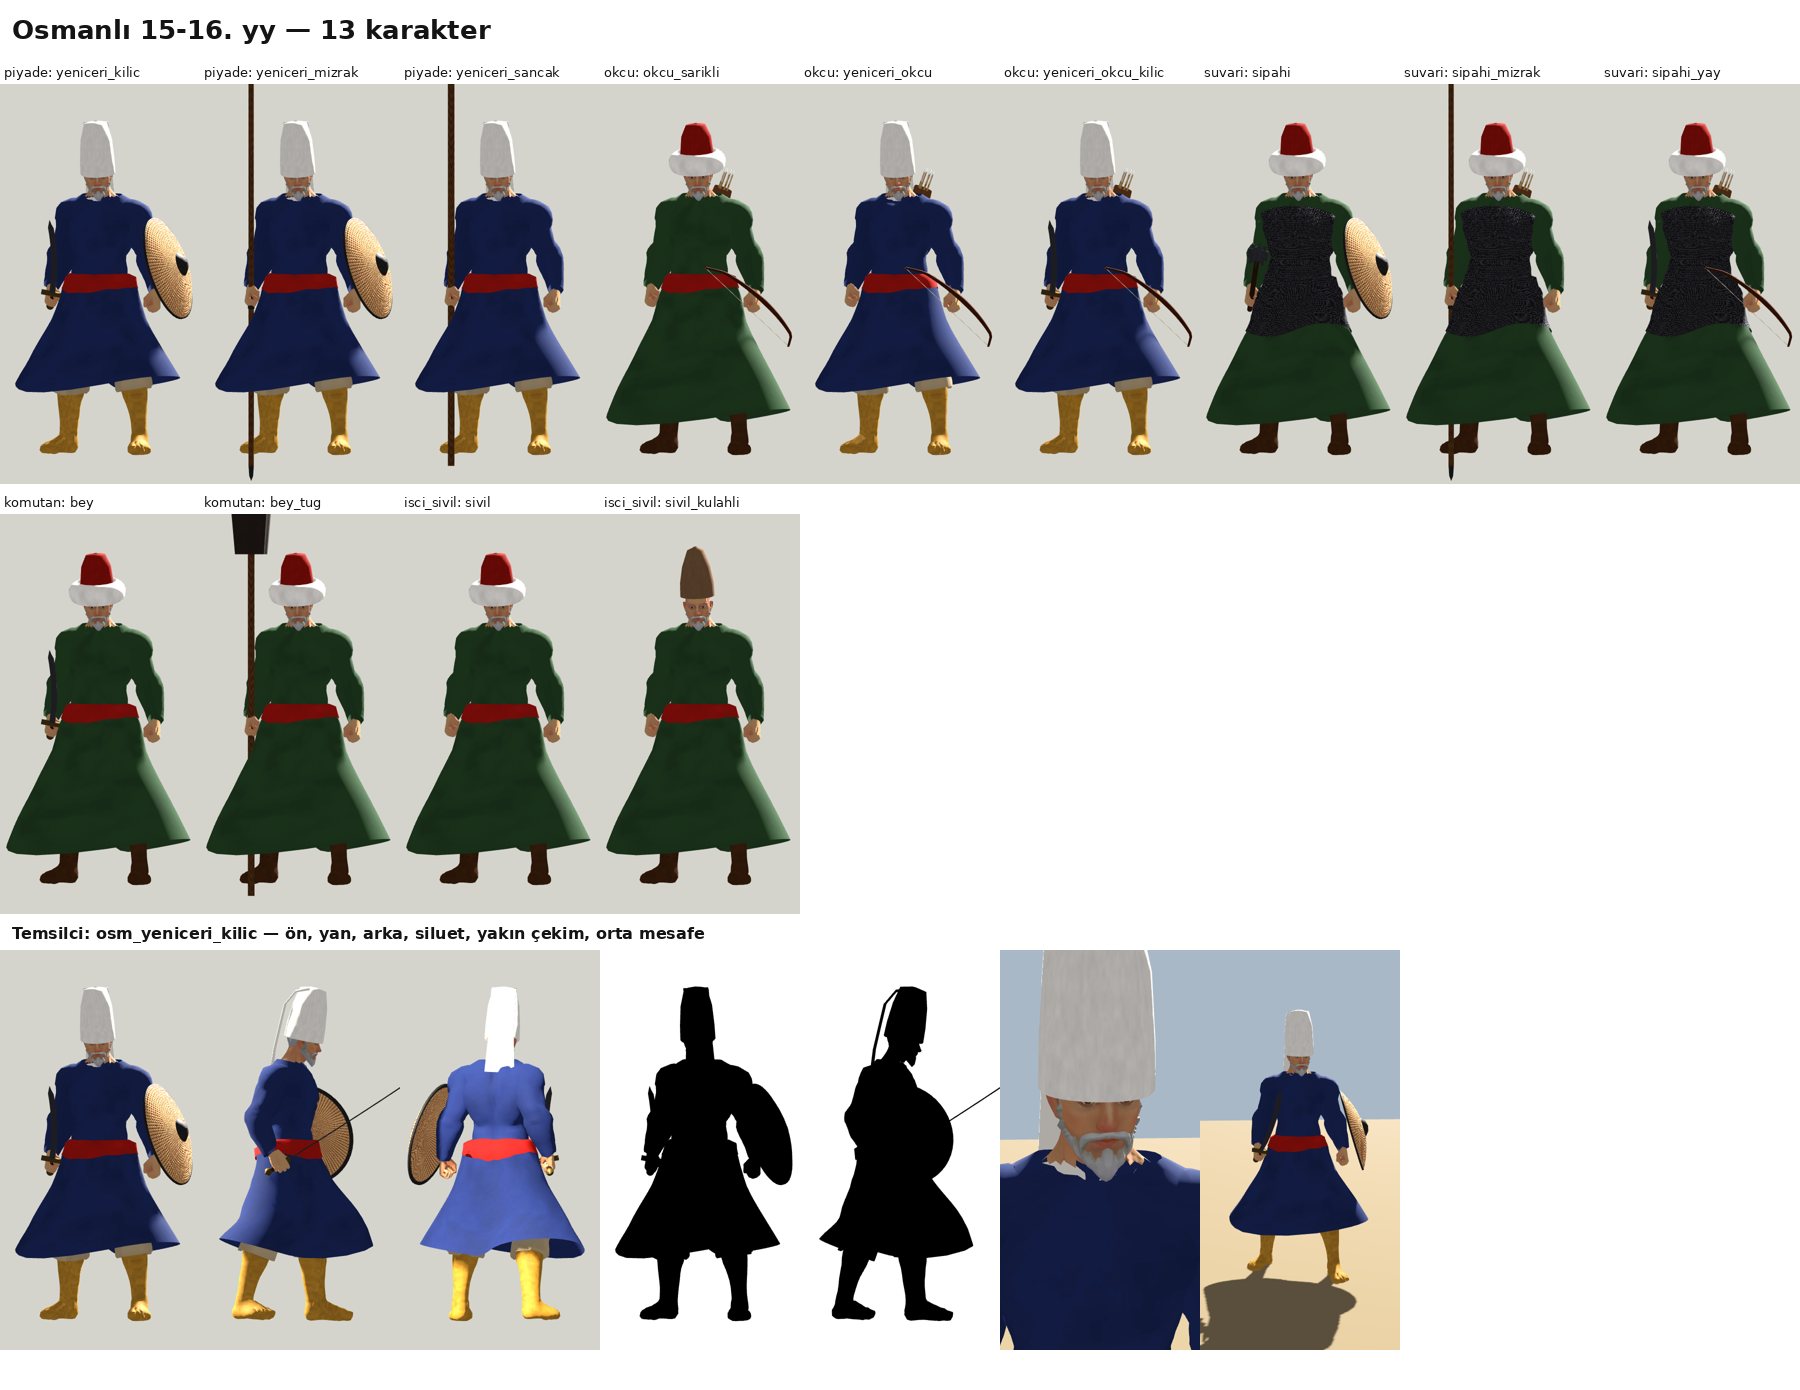 Osmanlı 15-16. yy — 13 karakter
piyade: yeniceri_kilic piyade: yeniceri_mizrak piyade: yeniceri_sancak okcu: okcu_sarikli okcu: yeniceri_okcu okcu: yeniceri_okcu_kilic suvari: sipahi suvari: sipahi_mizrak suvari: sipahi_yay
komutan: bey komutan: bey_tug isci_sivil: sivil isci_sivil: sivil_kulahli
Temsilci: osm_yeniceri_kilic — ön, yan, arka, siluet, yakın çekim, orta mesafe